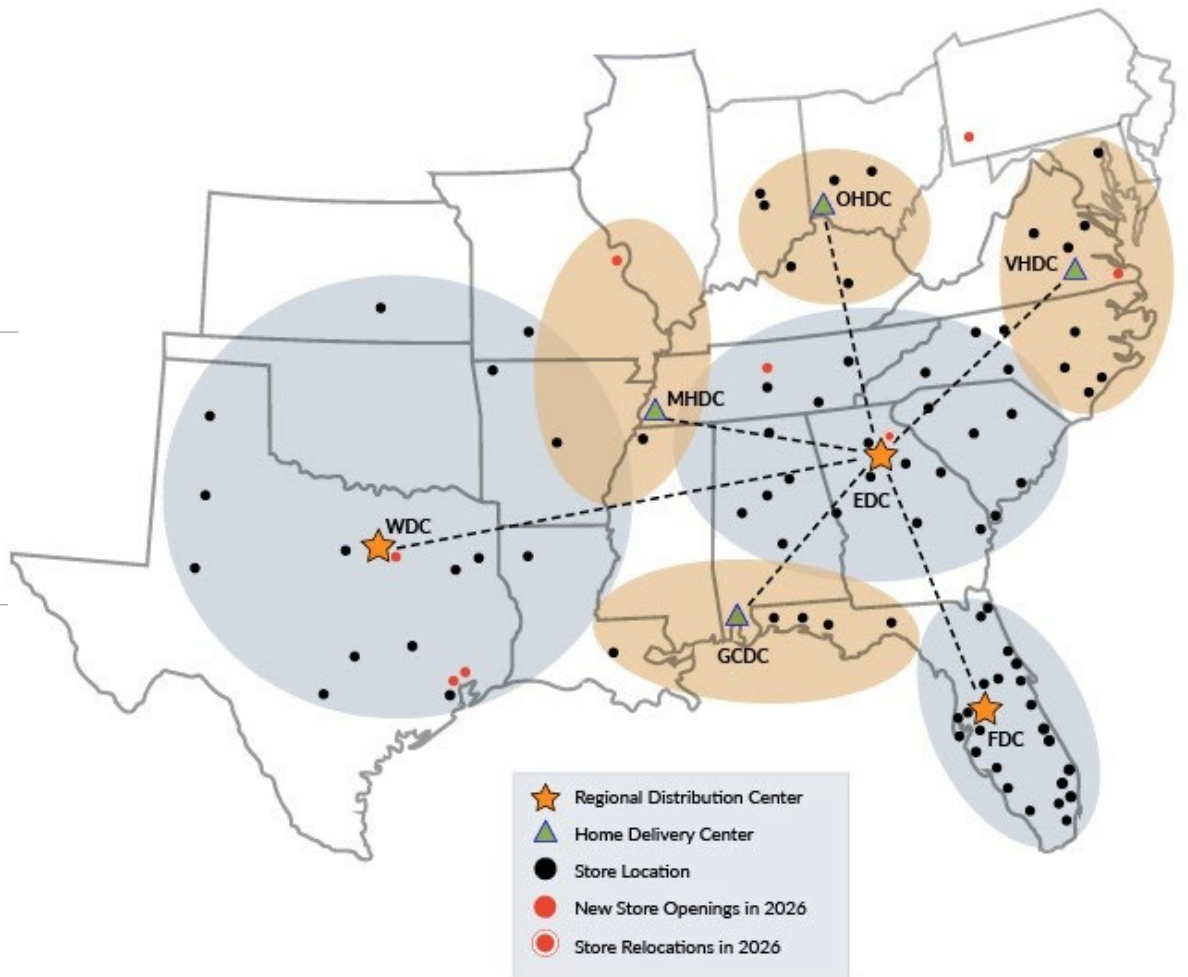 OHDC
VHDC
MHDC
EDC
WDC
GCDC
FDC
Regional Distribution Center
Home Delivery Center
Store Location
New Store Openings in 2026
Store Relocations in 2026